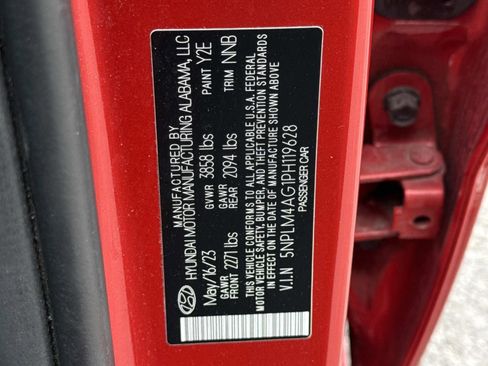 MANUFACTURED BY
HYUNDAI MOTOR MANUFACTURING ALABAMA, LLC
May/16/23 GVWR 3858 lbs PAINT Y2E
GAWR FRONT 2271 lbs GAWR REAR 2094 lbs TRIM NNB
THIS VEHICLE CONFORMS TO ALL APPLICABLE U.S.A. FEDERAL
MOTOR VEHICLE SAFETY, BUMPER, AND THEFT PREVENTION STANDARDS
IN EFFECT ON THE DATE OF MANUFACTURE SHOWN ABOVE.
V.I.N 5NPLM4AG1PH119628
PASSENGER CAR